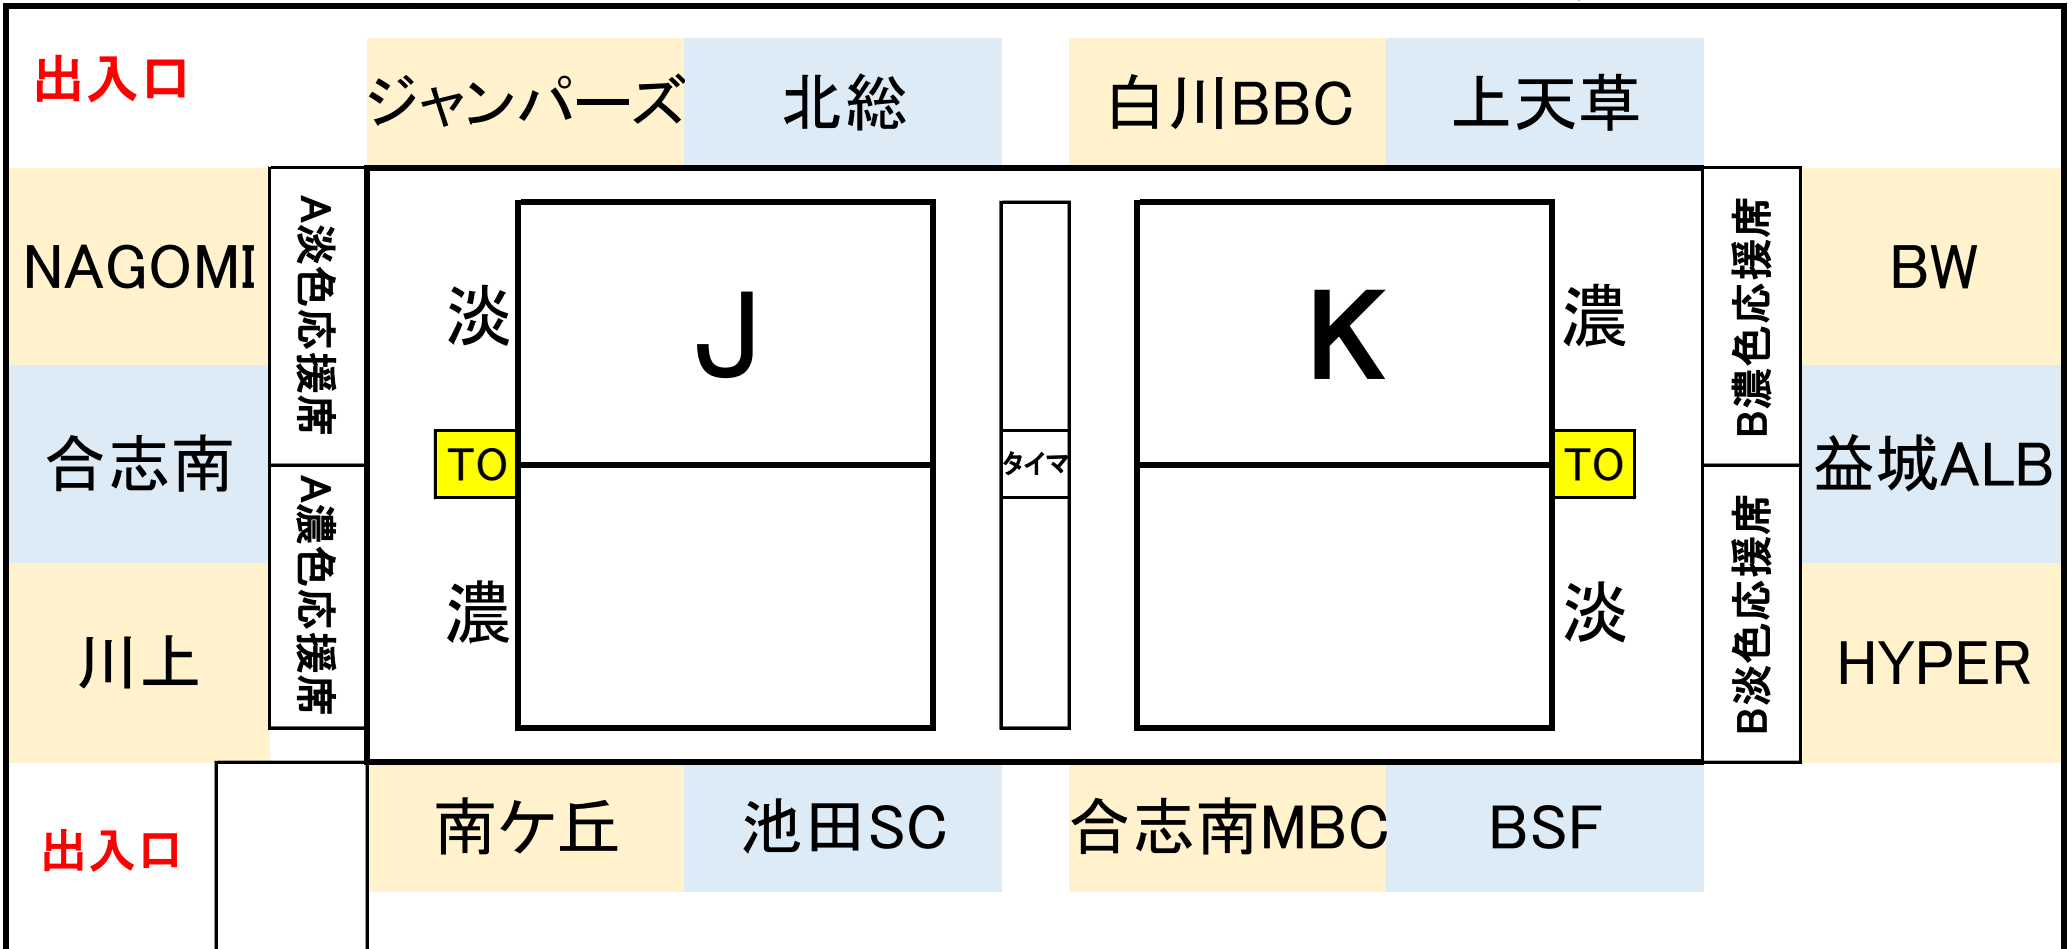 出入口
ジャンパーズ 北総 白川BBC 上天草
NAGOMI
合志南
川上
A淡色応援席
A濃色応援席
淡
TO
濃
J
タイマ
K
濃
TO
淡
B濃色応援席
B淡色応援席
BW
益城ALB
HYPER
出入口
南ケ丘 池田SC 合志南MBC BSF